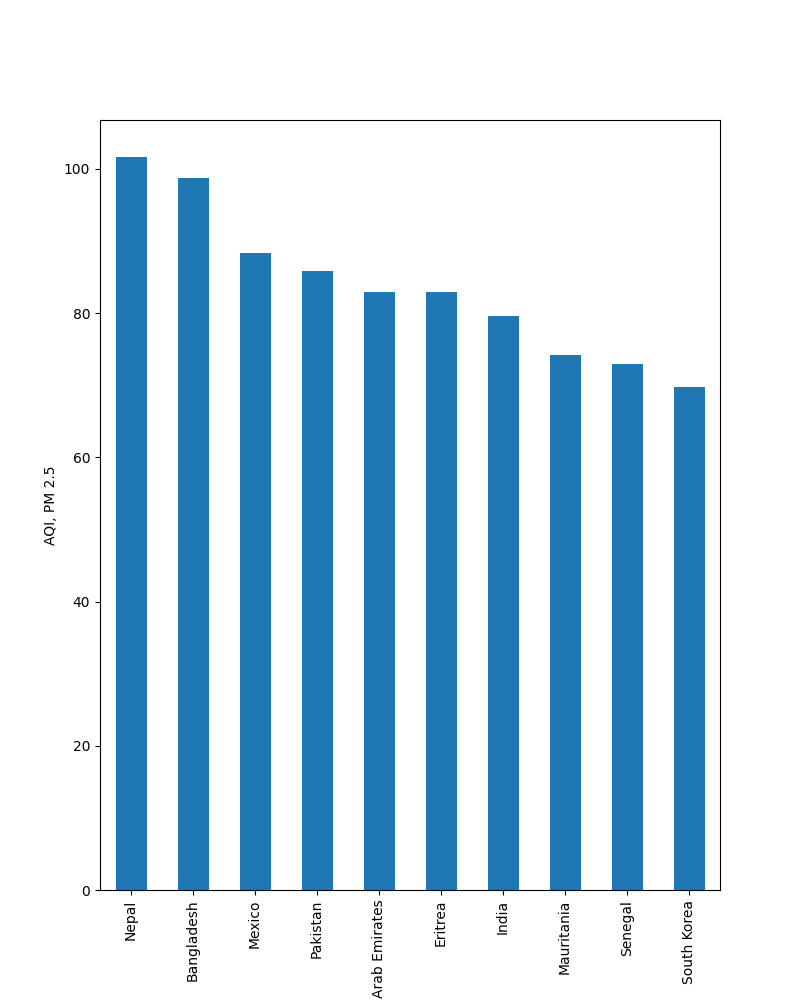 100
80
60
40
20
0
AQI, PM 2.5
Nepal
Bangladesh
Mexico
Pakistan
Arab Emirates
Eritrea
India
Mauritania
Senegal
South Korea